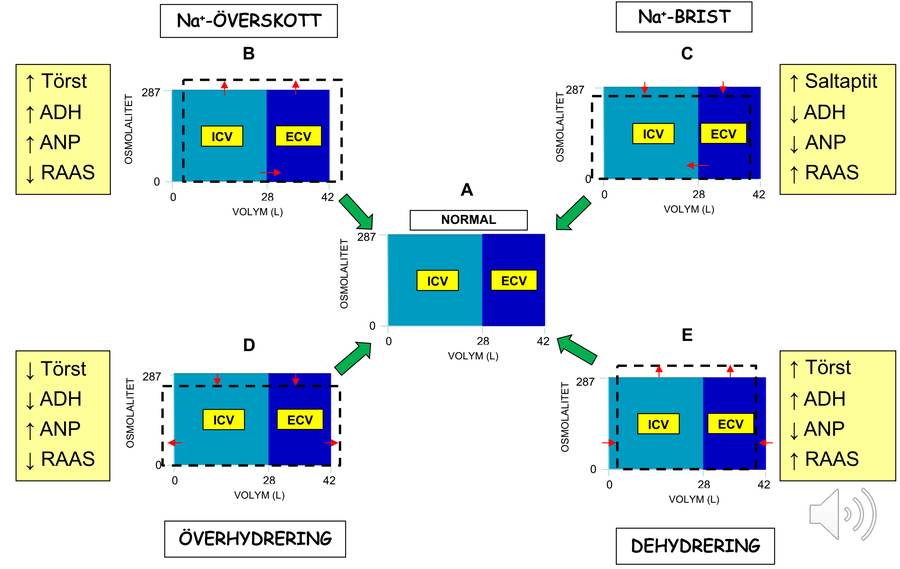 Na⁺-ÖVERSKOTT
B
↑ Törst
↑ ADH
↑ ANP
↓ RAAS
OSMOLALITET
287
0
ICV
ECV
0 28 42
VOLYM (L)
Na⁺-BRIST
C
OSMOLALITET
287
0
ICV
ECV
0 28 42
VOLYM (L)
↑ Saltaptit
↓ ADH
↓ ANP
↑ RAAS
A
NORMAL
OSMOLALITET
287
0
ICV
ECV
0 28 42
VOLYM (L)
D
↓ Törst
↓ ADH
↑ ANP
↓ RAAS
OSMOLALITET
287
0
ICV
ECV
0 28 42
VOLYM (L)
ÖVERHYDRERING
E
OSMOLALITET
287
0
ICV
ECV
0 28 42
VOLYM (L)
↑ Törst
↑ ADH
↓ ANP
↑ RAAS
DEHYDRERING